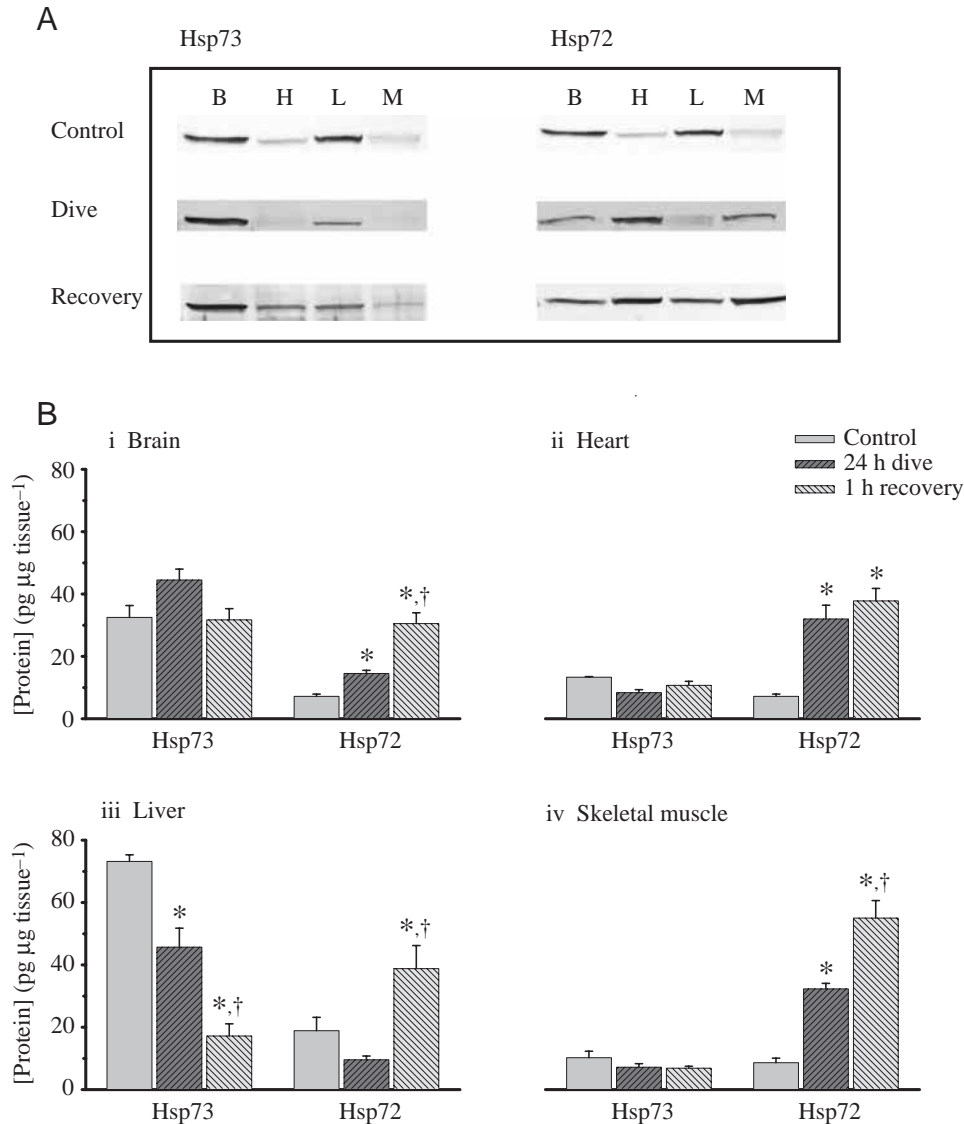 A
Hsp73 Hsp72
B H L M B H L M
Control
Dive
Recovery
B
i Brain
ii Heart
Control
24 h dive
1 h recovery
[Protein] (pg µg tissue⁻¹)
80
60
40
20
0
*
*,†
*
*
Hsp73 Hsp72
Hsp73 Hsp72
iii Liver
iv Skeletal muscle
[Protein] (pg µg tissue⁻¹)
80
60
40
20
0
*
*,†
*,†
*
*,†
Hsp73 Hsp72
Hsp73 Hsp72